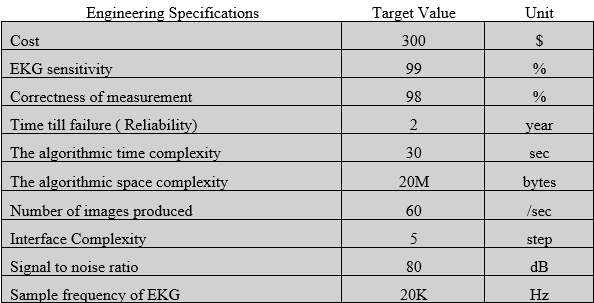 Engineering Specifications Target Value Unit
Cost 300 $
EKG sensitivity 99 %
Correctness of measurement 98 %
Time till failure ( Reliability) 2 year
The algorithmic time complexity 30 sec
The algorithmic space complexity 20M bytes
Number of images produced 60 /sec
Interface Complexity 5 step
Signal to noise ratio 80 dB
Sample frequency of EKG 20K Hz